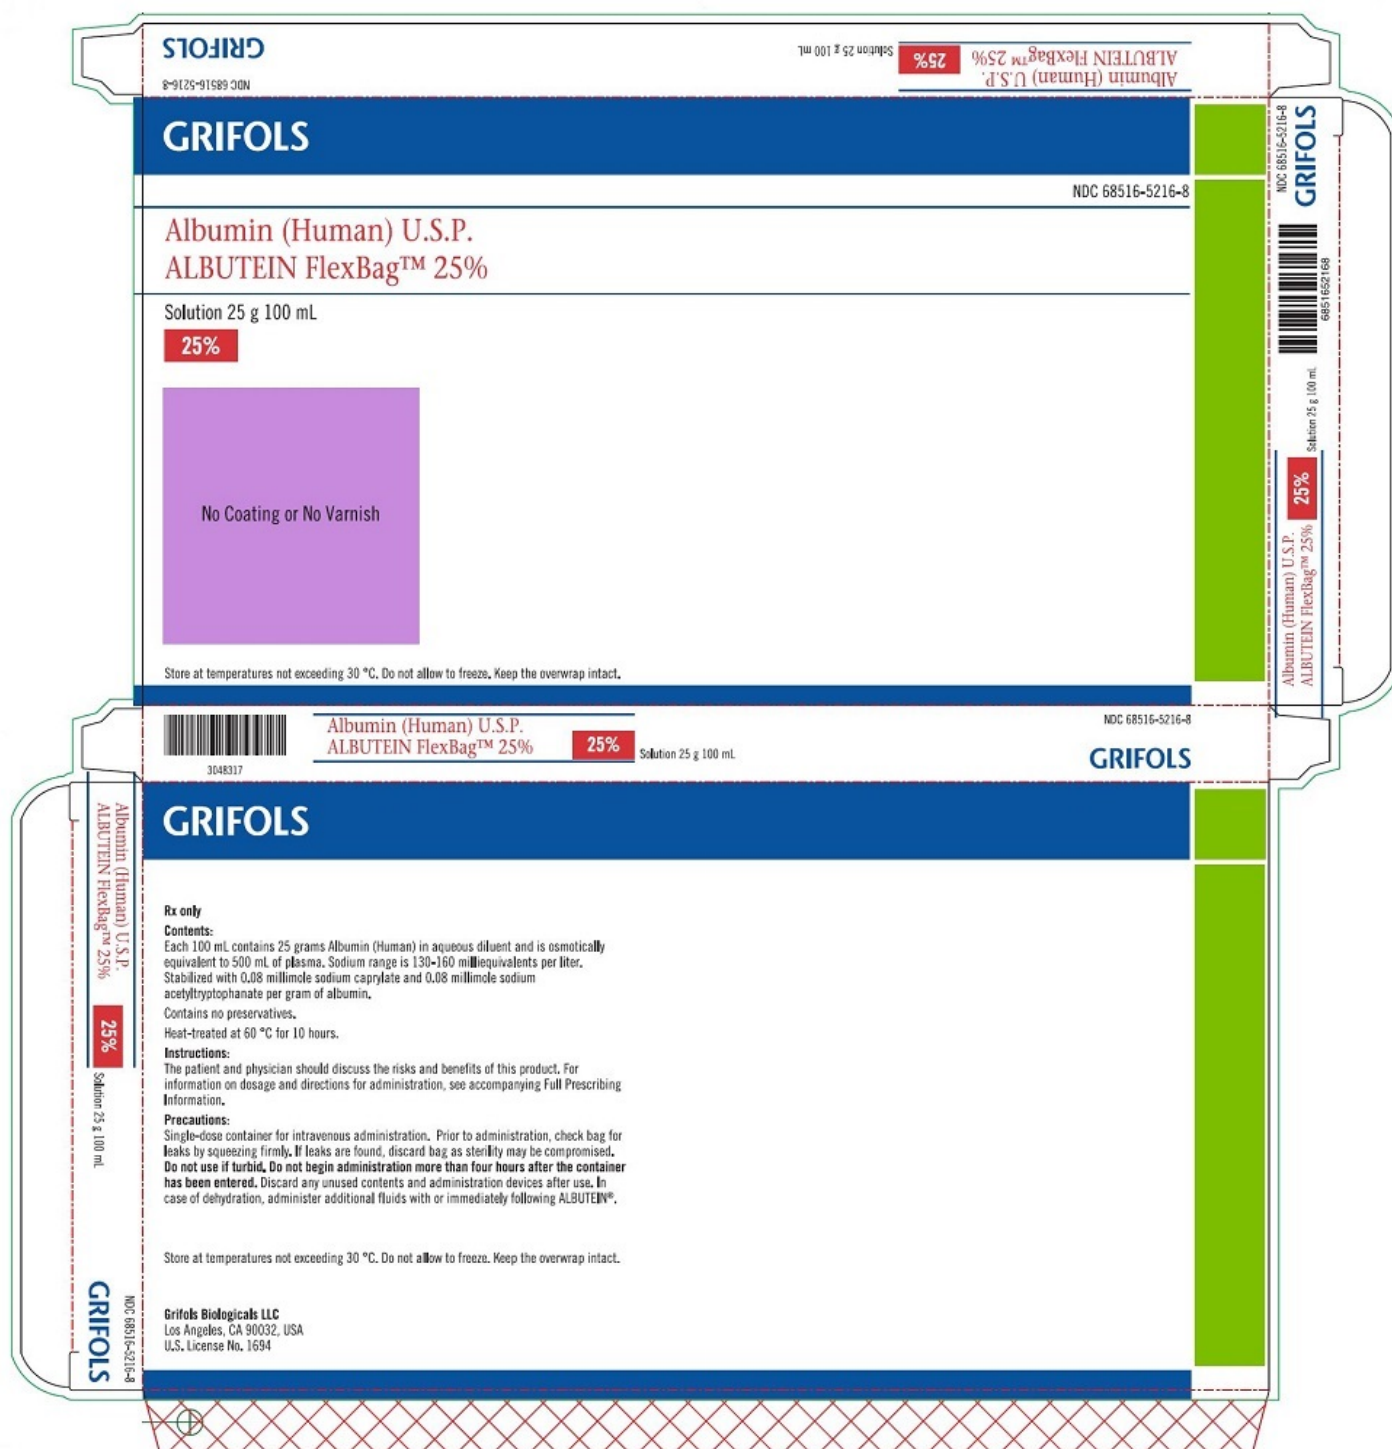 GRIFOLS
NDC 68516-5216-8
Solution 25 g 100 mL
25%
Albumin (Human) U.S.P.
ALBUTEIN FlexBag™ 25%
GRIFOLS
NDC 68516-5216-8
Albumin (Human) U.S.P.
ALBUTEIN FlexBag™ 25%
Solution 25 g 100 mL
25%
No Coating or No Varnish
Store at temperatures not exceeding 30 °C. Do not allow to freeze. Keep the overwrap intact.
NDC 68516-5216-8
GRIFOLS
6851652168
Solution 25 g 100 mL
25%
Albumin (Human) U.S.P.
ALBUTEIN FlexBag™ 25%
3048317
Albumin (Human) U.S.P.
ALBUTEIN FlexBag™ 25%
25%
Solution 25 g 100 mL
NDC 68516-5216-8
GRIFOLS
Albumin (Human) U.S.P.
ALBUTEIN FlexBag™ 25%
25%
Solution 25 g 100 mL
NDC 68516-5216-8
GRIFOLS
GRIFOLS
Rx only
Contents:
Each 100 mL contains 25 grams Albumin (Human) in aqueous diluent and is osmotically
equivalent to 500 mL of plasma. Sodium range is 130-160 milliequivalents per liter.
Stabilized with 0.08 millimole sodium caprylate and 0.08 millimole sodium
acetyltryptophanate per gram of albumin.
Contains no preservatives.
Heat-treated at 60 °C for 10 hours.
Instructions:
The patient and physician should discuss the risks and benefits of this product. For
information on dosage and directions for administration, see accompanying Full Prescribing
Information.
Precautions:
Single-dose container for intravenous administration. Prior to administration, check bag for
leaks by squeezing firmly. If leaks are found, discard bag as sterility may be compromised.
Do not use if turbid. Do not begin administration more than four hours after the container
has been entered. Discard any unused contents and administration devices after use. In
case of dehydration, administer additional fluids with or immediately following ALBUTEIN®.
Store at temperatures not exceeding 30 °C. Do not allow to freeze. Keep the overwrap intact.
Grifols Biologicals LLC
Los Angeles, CA 90032, USA
U.S. License No. 1694